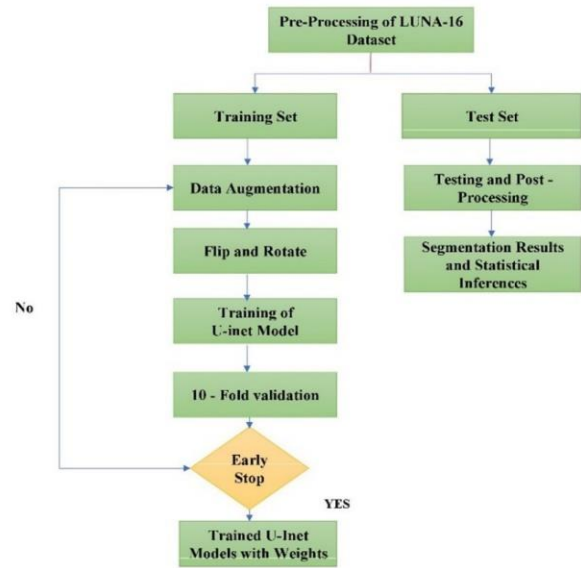 Pre-Processing of LUNA-16
Dataset
Training Set
Test Set
Data Augmentation
Testing and Post -
Processing
Flip and Rotate
Segmentation Results
and Statistical
Inferences
No
Training of
U-inet Model
10 - Fold validation
Early
Stop
YES
Trained U-Inet
Models with Weights